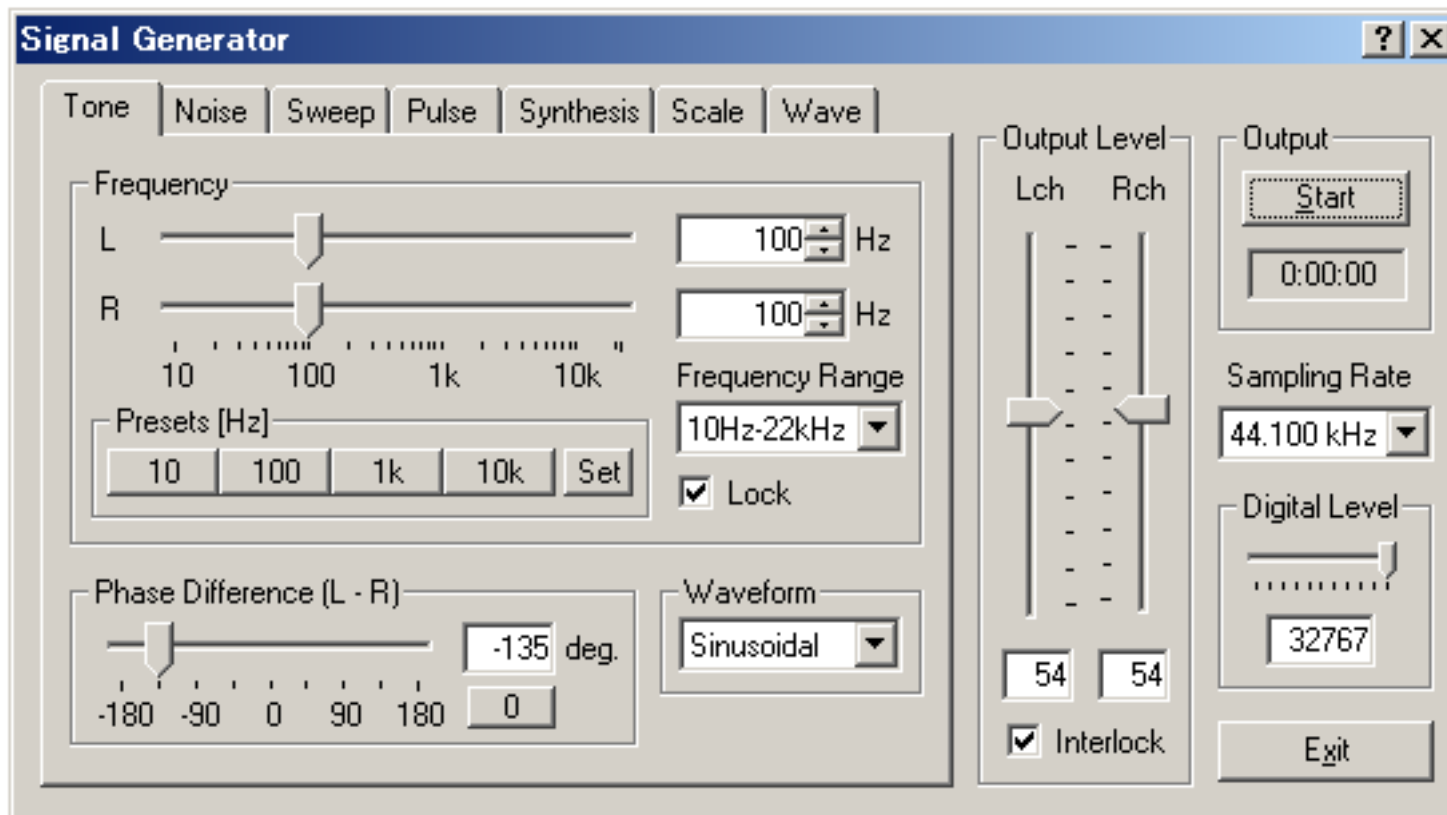 Signal Generator
Tone Noise Sweep Pulse Synthesis Scale Wave
Frequency
L 100 Hz
R 100 Hz
10 100 1k 10k
Frequency Range
10Hz-22kHz
Lock
Presets [Hz]
10 100 1k 10k Set
Phase Difference (L - R)
-135 deg.
-180 -90 0 90 180
0
Waveform
Sinusoidal
Output Level
Lch Rch
54 54
Interlock
Output
Start
0:00:00
Sampling Rate
44.100 kHz
Digital Level
32767
Exit